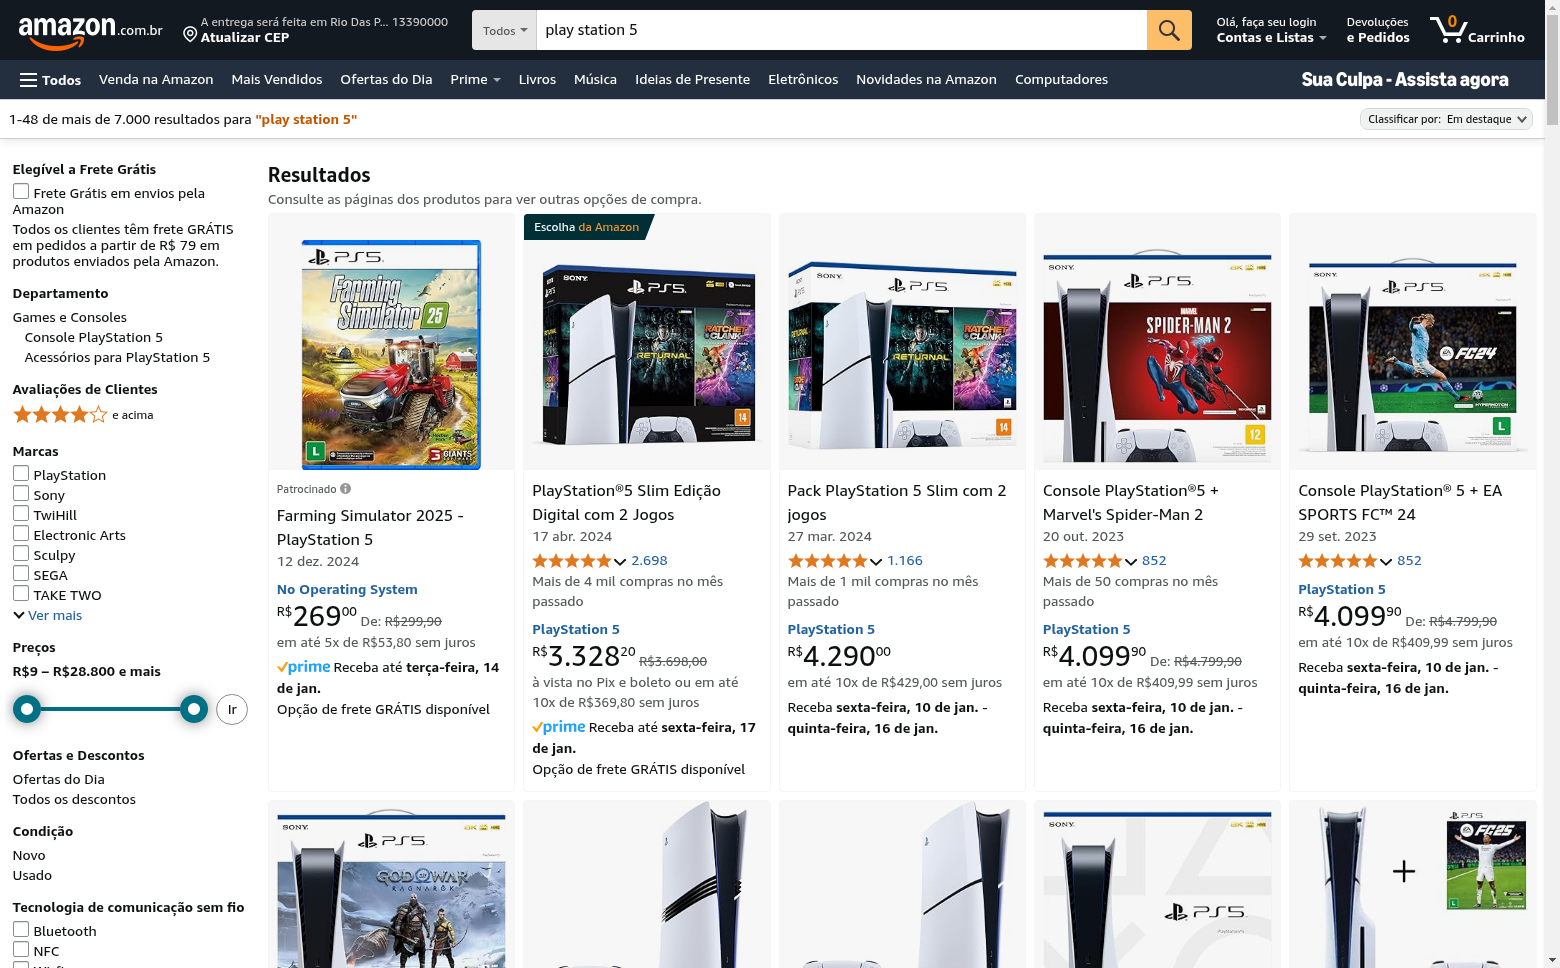 amazon.com.br
A entrega será feita em Rio Das P... 13390000
Atualizar CEP
Todos
play station 5
Olá, faça seu login
Contas e Listas
Devoluções
e Pedidos
0
Carrinho
Todos
Venda na Amazon
Mais Vendidos
Ofertas do Dia
Prime
Livros
Música
Ideias de Presente
Eletrônicos
Novidades na Amazon
Computadores
Sua Culpa - Assista agora
1-48 de mais de 7.000 resultados para "play station 5"
Classificar por: Em destaque
Elegível a Frete Grátis
Frete Grátis em envios pela
Amazon
Todos os clientes têm frete GRÁTIS
em pedidos a partir de R$ 79 em
produtos enviados pela Amazon.
Departamento
Games e Consoles
Console PlayStation 5
Acessórios para PlayStation 5
Avaliações de Clientes
e acima
Marcas
PlayStation
Sony
TwiHill
Electronic Arts
Sculpy
SEGA
TAKE TWO
Ver mais
Preços
R$9 – R$28.800 e mais
Ir
Ofertas e Descontos
Ofertas do Dia
Todos os descontos
Condição
Novo
Usado
Tecnologia de comunicação sem fio
Bluetooth
NFC
Resultados
Consulte as páginas dos produtos para ver outras opções de compra.
PS5
Farming
Simulator 25
L
GIANTS
Patrocinado
Farming Simulator 2025 -
PlayStation 5
12 dez. 2024
No Operating System
R$26900 De: R$299,90
em até 5x de R$53,80 sem juros
prime Receba até terça-feira, 14
de jan.
Opção de frete GRÁTIS disponível
Escolha da Amazon
SONY
PS5
RETURNAL
RATCHET
CLANK
14
PlayStation®5 Slim Edição
Digital com 2 Jogos
17 abr. 2024
2.698
Mais de 4 mil compras no mês
passado
PlayStation 5
R$3.32820 R$3.698,00
à vista no Pix e boleto ou em até
10x de R$369,80 sem juros
prime Receba até sexta-feira, 17
de jan.
Opção de frete GRÁTIS disponível
SONY
PS5
RETURNAL
RATCHET
CLANK
14
Pack PlayStation 5 Slim com 2
jogos
27 mar. 2024
1.166
Mais de 1 mil compras no mês
passado
PlayStation 5
R$4.29000
em até 10x de R$429,00 sem juros
Receba sexta-feira, 10 de jan. -
quinta-feira, 16 de jan.
SONY
PS5
MARVEL
SPIDER-MAN 2
12
Console PlayStation®5 +
Marvel's Spider-Man 2
20 out. 2023
852
Mais de 50 compras no mês
passado
PlayStation 5
R$4.09990 De: R$4.799,90
em até 10x de R$409,99 sem juros
Receba sexta-feira, 10 de jan. -
quinta-feira, 16 de jan.
SONY
PS5
FC24
HYPERMOTION
L
Console PlayStation® 5 + EA
SPORTS FC™ 24
29 set. 2023
852
PlayStation 5
R$4.09990 De: R$4.799,90
em até 10x de R$409,99 sem juros
Receba sexta-feira, 10 de jan. -
quinta-feira, 16 de jan.
SONY
PS5
GOD OF WAR
RAGNARÖK
SONY
PS5
+
PS5
FC25
L